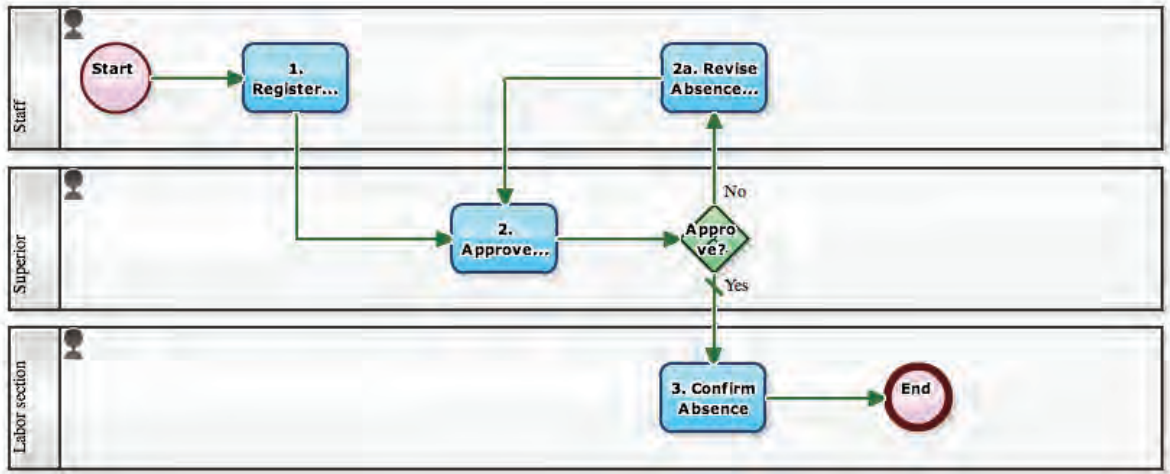 Staff
Start
1.
Register...
2a. Revise
Absence...
Superior
2.
Approve...
No
Appro
ve?
Yes
Labor section
3. Confirm
Absence
End